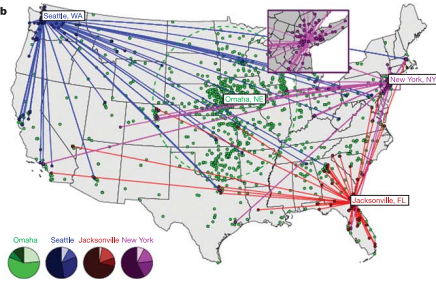 b
Seattle, WA
New York, NY
Omaha, NE
Jacksonville, FL
Omaha Seattle Jacksonville New York